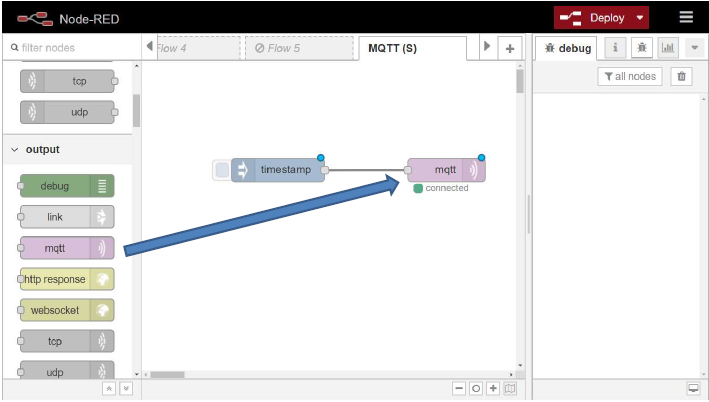 Node-RED
Deploy
filter nodes
Flow 4
Flow 5
MQTT (S)
debug
i
all nodes
tcp
udp
output
debug
link
mqtt
http response
websocket
tcp
udp
timestamp
mqtt
connected